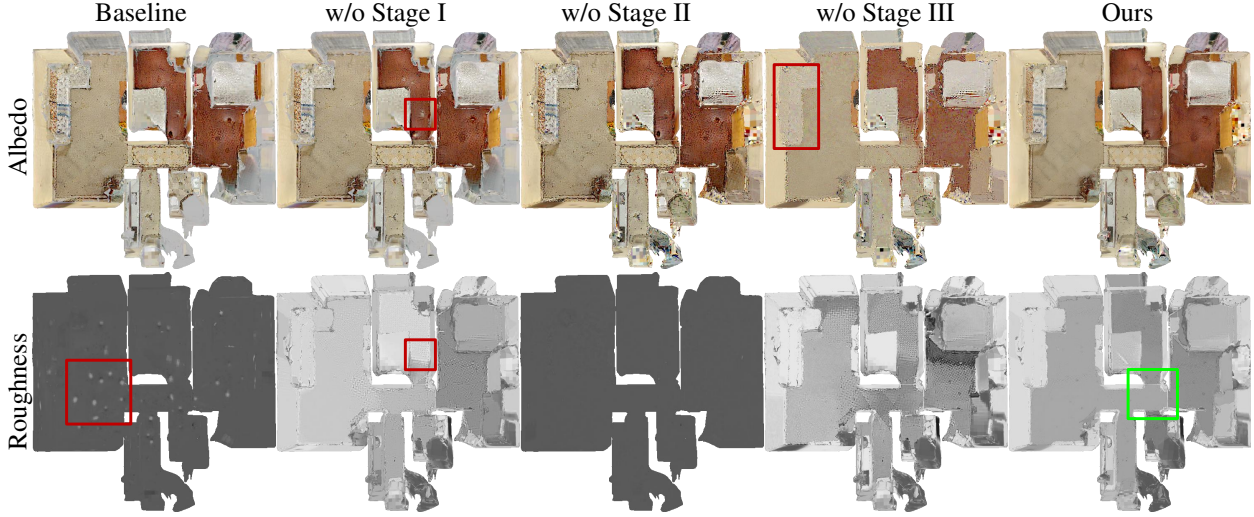 Baseline
w/o Stage I
w/o Stage II
w/o Stage III
Ours
Albedo
Roughness